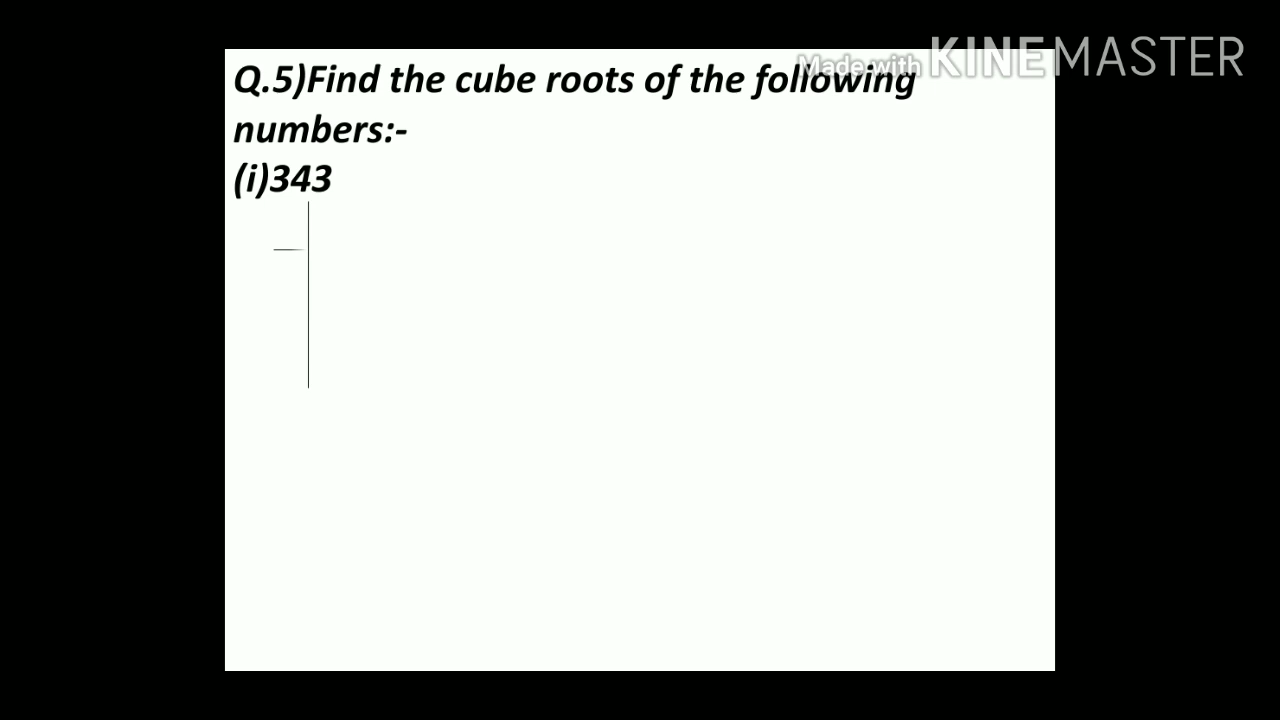 Made with KINEMASTER
Q.5)Find the cube roots of the following
numbers:-
(i)343